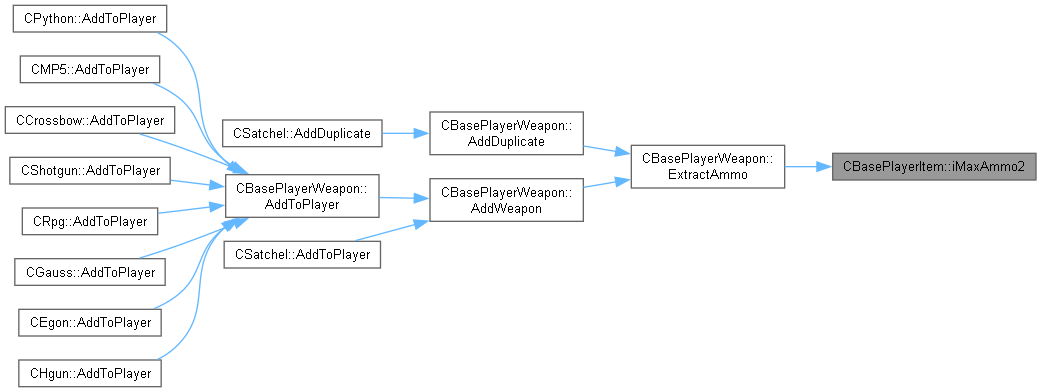 CPython::AddToPlayer
CMP5::AddToPlayer
CCrossbow::AddToPlayer
CShotgun::AddToPlayer
CRpg::AddToPlayer
CGauss::AddToPlayer
CEgon::AddToPlayer
CHgun::AddToPlayer
CSatchel::AddDuplicate
CBasePlayerWeapon::
AddToPlayer
CSatchel::AddToPlayer
CBasePlayerWeapon::
AddDuplicate
CBasePlayerWeapon::
AddWeapon
CBasePlayerWeapon::
ExtractAmmo
CBasePlayerItem::iMaxAmmo2